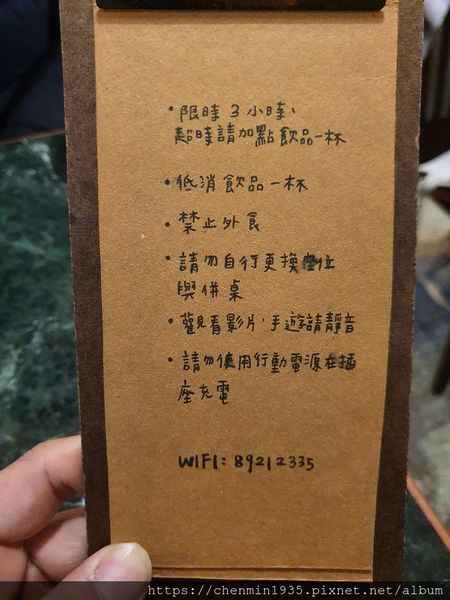 • 限時 3 小時、
超時請加點飲品一杯
• 低消飲品一杯
• 禁止外食
• 請勿自行更換座位
與併桌
• 觀看影片、手遊請靜音
• 請勿使用行動電源在插
座充電
WIFI: 89212335
https://chenmin1935.pixnet.net/album